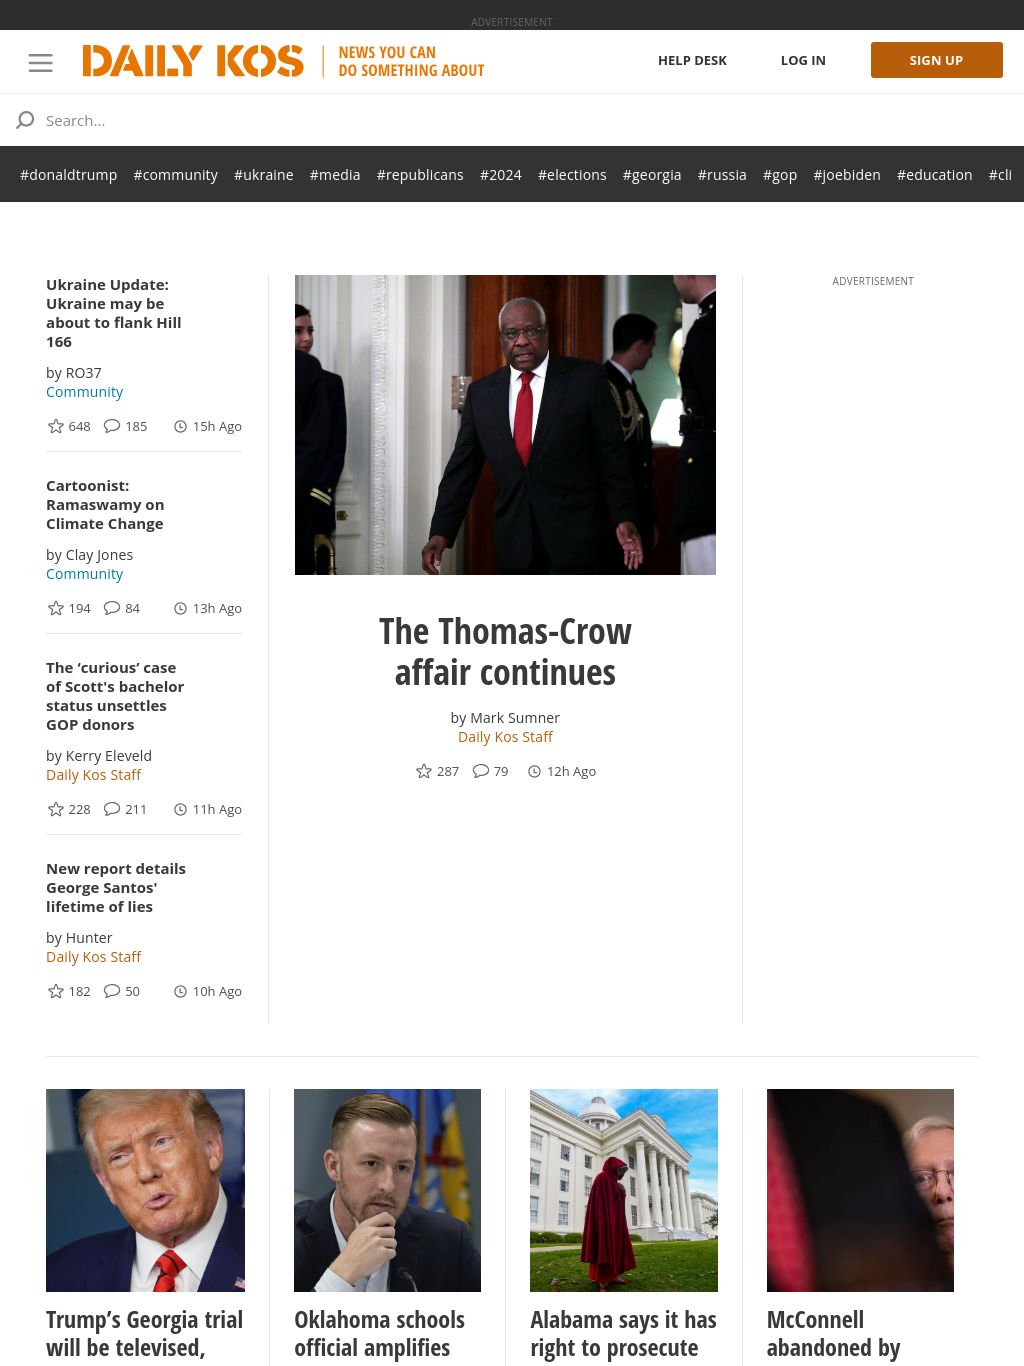 ADVERTISEMENT
DAILY KOS
NEWS YOU CAN
DO SOMETHING ABOUT
HELP DESK
LOG IN
SIGN UP
Search...
#donaldtrump #community #ukraine #media #republicans #2024 #elections #georgia #russia #gop #joebiden #education #cli
Ukraine Update:
Ukraine may be
about to flank Hill
166
by RO37
Community
648 185 15h Ago
Cartoonist:
Ramaswamy on
Climate Change
by Clay Jones
Community
194 84 13h Ago
The ‘curious’ case
of Scott's bachelor
status unsettles
GOP donors
by Kerry Eleveld
Daily Kos Staff
228 211 11h Ago
New report details
George Santos'
lifetime of lies
by Hunter
Daily Kos Staff
182 50 10h Ago
The Thomas-Crow
affair continues
by Mark Sumner
Daily Kos Staff
287 79 12h Ago
ADVERTISEMENT
Trump’s Georgia trial
will be televised,
Oklahoma schools
official amplifies
Alabama says it has
right to prosecute
McConnell
abandoned by